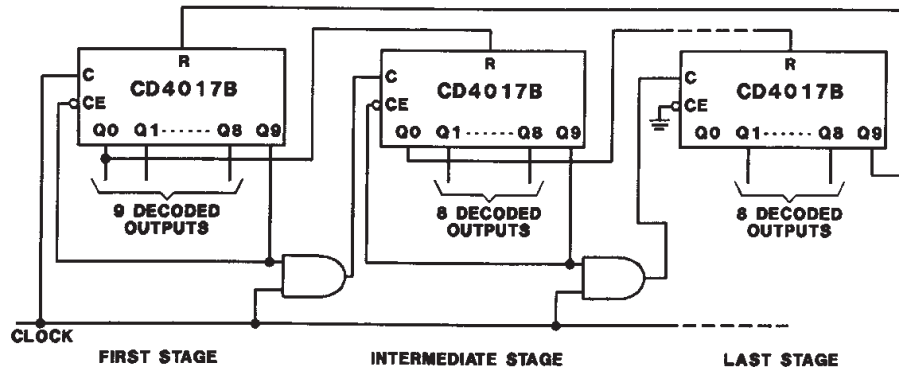 R
C
CD4017B
CE
Q0 Q1 ------ Q8 Q9
9 DECODED
OUTPUTS
R
C
CD4017B
CE
Q0 Q1 ------ Q8 Q9
8 DECODED
OUTPUTS
R
C
CD4017B
CE
Q0 Q1 ------ Q8 Q9
8 DECODED
OUTPUTS
CLOCK
FIRST STAGE
INTERMEDIATE STAGE
LAST STAGE